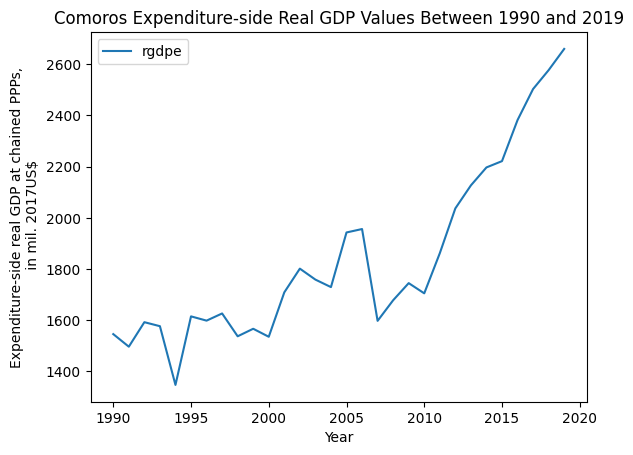 Comoros Expenditure-side Real GDP Values Between 1990 and 2019
rgdpe
Expenditure-side real GDP at chained PPPs,
in mil. 2017US$
2600
2400
2200
2000
1800
1600
1400
1990
1995
2000
2005
2010
2015
2020
Year